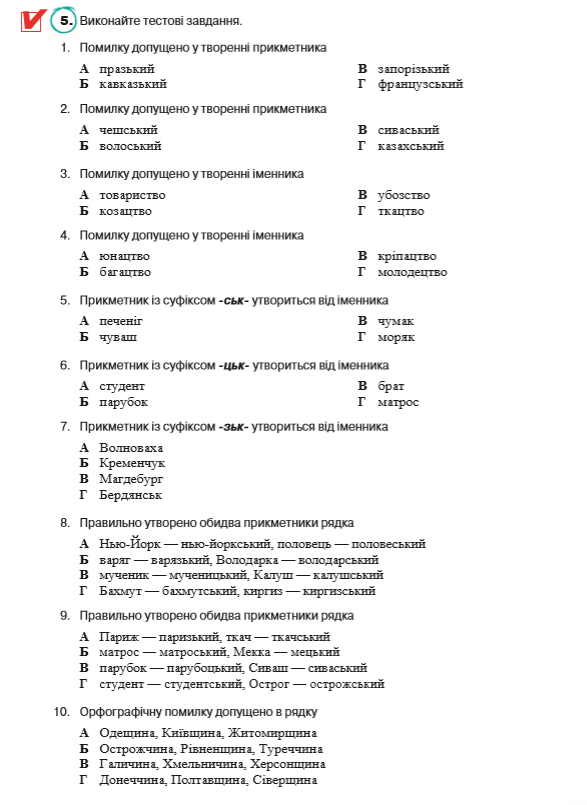 5. Виконайте тестові завдання.
1. Помилку допущено у творенні прикметника
А празький В запорізький
Б кавказький Г французський
2. Помилку допущено у творенні прикметника
А чешський В сиваський
Б волоський Г казахський
3. Помилку допущено у творенні іменника
А товариство В убозство
Б козацтво Г ткацтво
4. Помилку допущено у творенні іменника
А юнацтво В кріпацтво
Б багацтво Г молодецтво
5. Прикметник із суфіксом -ськ- утвориться від іменника
А печеніг В чумак
Б чуваш Г моряк
6. Прикметник із суфіксом -цьк- утвориться від іменника
А студент В брат
Б парубок Г матрос
7. Прикметник із суфіксом -зьк- утвориться від іменника
А Волноваха
Б Кременчук
В Магдебург
Г Бердянськ
8. Правильно утворено обидва прикметники рядка
А Нью-Йорк — нью-йоркський, половець — половеський
Б варяг — варязький, Володарка — володарський
В мученик — мученицький, Калуш — калушський
Г Бахмут — бахмутський, киргиз — киргизський
9. Правильно утворено обидва прикметники рядка
А Париж — паризький, ткач — ткачський
Б матрос — матроський, Мекка — мецький
В парубок — парубоцький, Сиваш — сиваський
Г студент — студентський, Острог — острожський
10. Орфографічну помилку допущено в рядку
А Одещина, Київщина, Житомирщина
Б Острожчина, Рівненщина, Туреччина
В Галичина, Хмельничина, Херсонщина
Г Донеччина, Полтавщина, Сіверщина